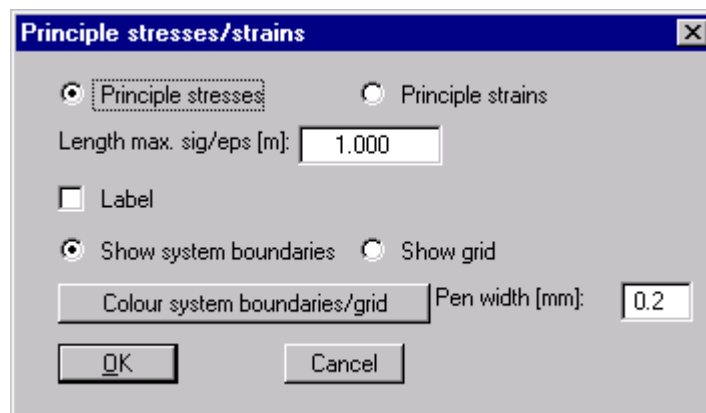 Principle stresses/strains
Principle stresses Principle strains
Length max. sig/eps [m]: 1.000
Label
Show system boundaries Show grid
Colour system boundaries/grid Pen width [mm]: 0.2
OK Cancel